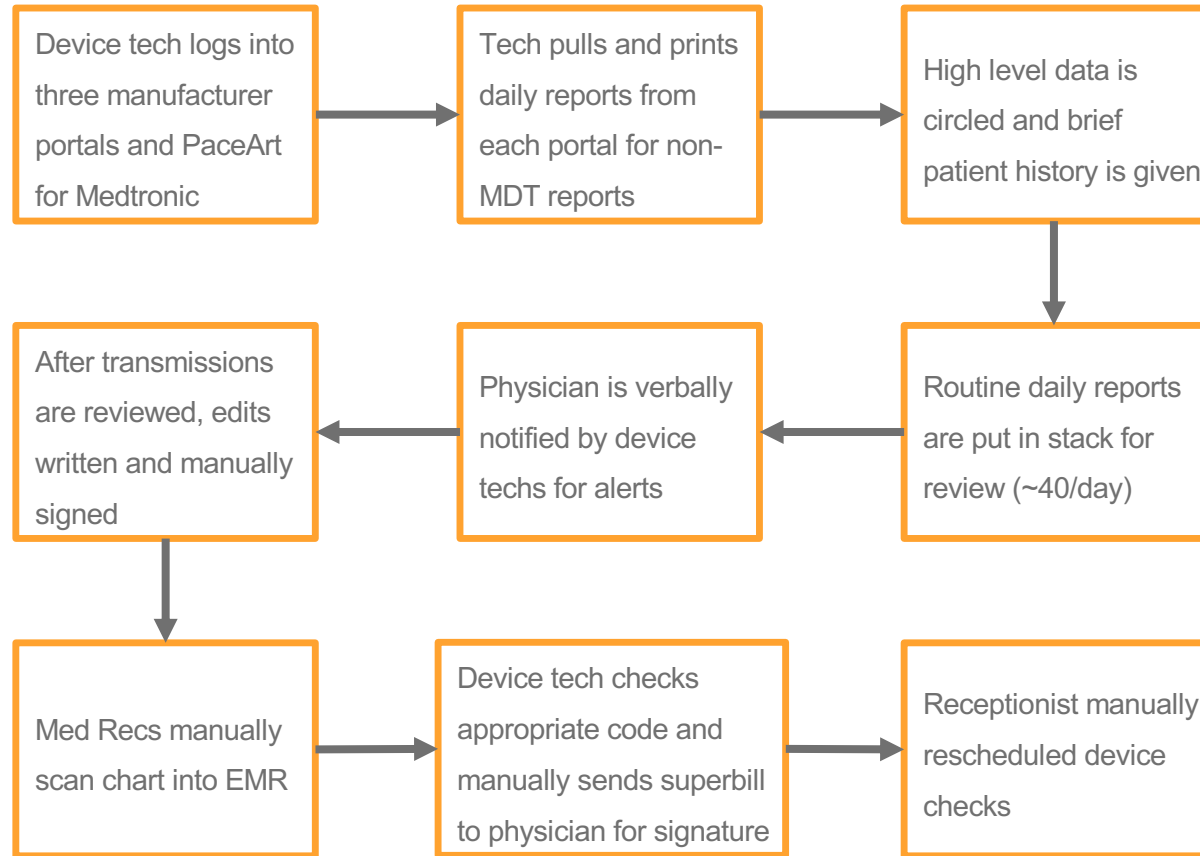 Device tech logs into
three manufacturer
portals and PaceArt
for Medtronic
Tech pulls and prints
daily reports from
each portal for non-
MDT reports
High level data is
circled and brief
patient history is given
Routine daily reports
are put in stack for
review (~40/day)
Physician is verbally
notified by device
techs for alerts
After transmissions
are reviewed, edits
written and manually
signed
Med Recs manually
scan chart into EMR
Device tech checks
appropriate code and
manually sends superbill
to physician for signature
Receptionist manually
rescheduled device
checks